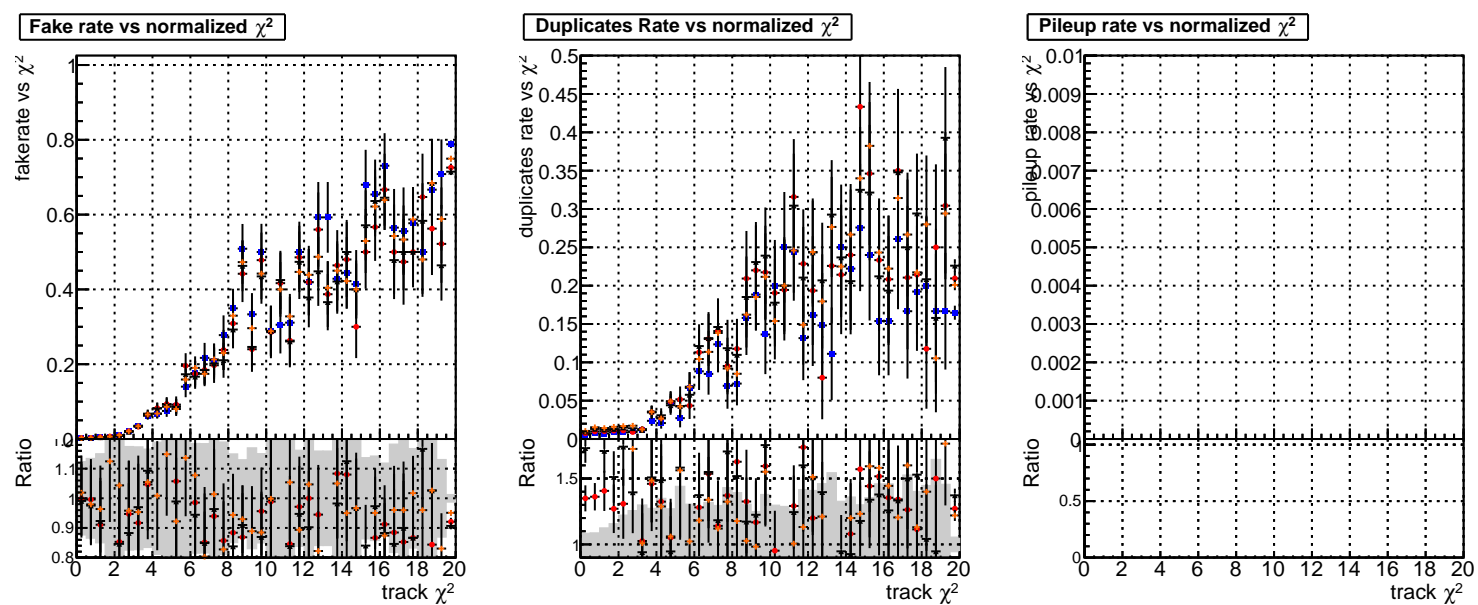 Fake rate vs normalized χ²
fakerate vs χ²
1
0.8
0.6
0.4
0.2
0
Ratio
1.1
1
0.9
0.8
0 2 4 6 8 10 12 14 16 18 20
track χ²
Duplicates Rate vs normalized χ²
duplicates rate vs χ²
0.5
0.45
0.4
0.35
0.3
0.25
0.2
0.15
0.1
0.05
0
Ratio
1.5
1
0 2 4 6 8 10 12 14 16 18 20
track χ²
Pileup rate vs normalized χ²
pileup rate vs χ²
0.01
0.009
0.008
0.007
0.006
0.005
0.004
0.003
0.002
0.001
0
Ratio
1
0.5
0
0 2 4 6 8 10 12 14 16 18 20
track χ²